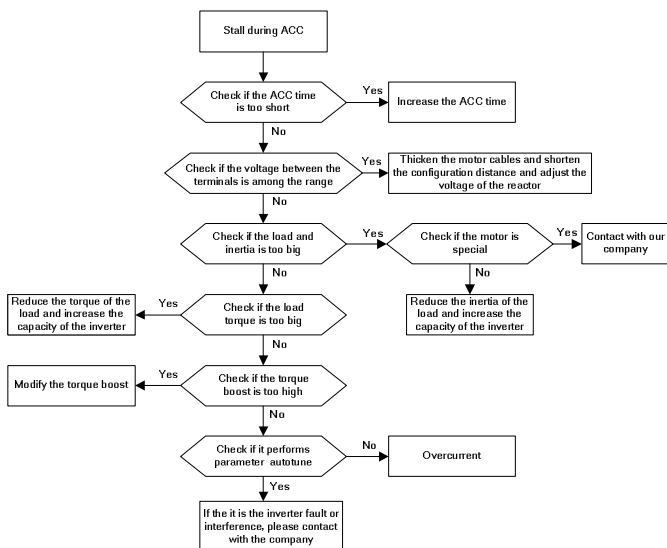 Stall during ACC
Check if the ACC time
is too short
Yes
Increase the ACC time
No
Check if the voltage between the
terminals is among the range
Yes
Thicken the motor cables and shorten
the configuration distance and adjust the
voltage of the reactor
No
Check if the load and
inertia is too big
Yes
Check if the motor is
special
Yes
Contact with our
company
No
No
Reduce the torque of the
load and increase the
capacity of the inverter
Yes
Check if the load
torque is too big
Reduce the inertia of the
load and increase the
capacity of the inverter
No
Modify the torque boost
Yes
Check if the torque
boost is too high
No
Check if it performs
parameter autotune
No
Overcurrent
Yes
If the it is the inverter fault or
interference, please contact
with the company